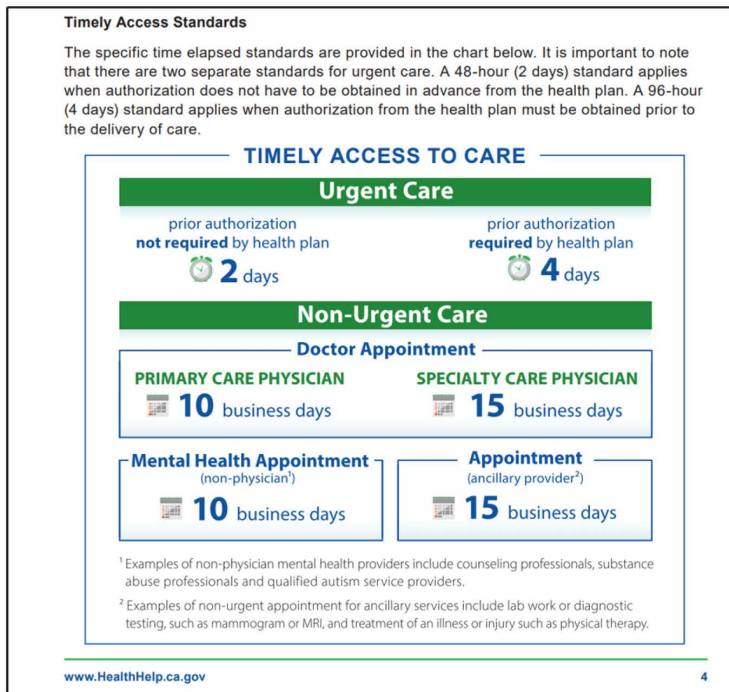 Timely Access Standards
The specific time elapsed standards are provided in the chart below. It is important to note
that there are two separate standards for urgent care. A 48-hour (2 days) standard applies
when authorization does not have to be obtained in advance from the health plan. A 96-hour
(4 days) standard applies when authorization from the health plan must be obtained prior to
the delivery of care.
TIMELY ACCESS TO CARE
Urgent Care
prior authorization
not required by health plan
2 days
prior authorization
required by health plan
4 days
Non-Urgent Care
Doctor Appointment
PRIMARY CARE PHYSICIAN
10 business days
SPECIALTY CARE PHYSICIAN
15 business days
Mental Health Appointment
(non-physician¹)
10 business days
Appointment
(ancillary provider²)
15 business days
¹ Examples of non-physician mental health providers include counseling professionals, substance
abuse professionals and qualified autism service providers.
² Examples of non-urgent appointment for ancillary services include lab work or diagnostic
testing, such as mammogram or MRI, and treatment of an illness or injury such as physical therapy.
www.HealthHelp.ca.gov 4